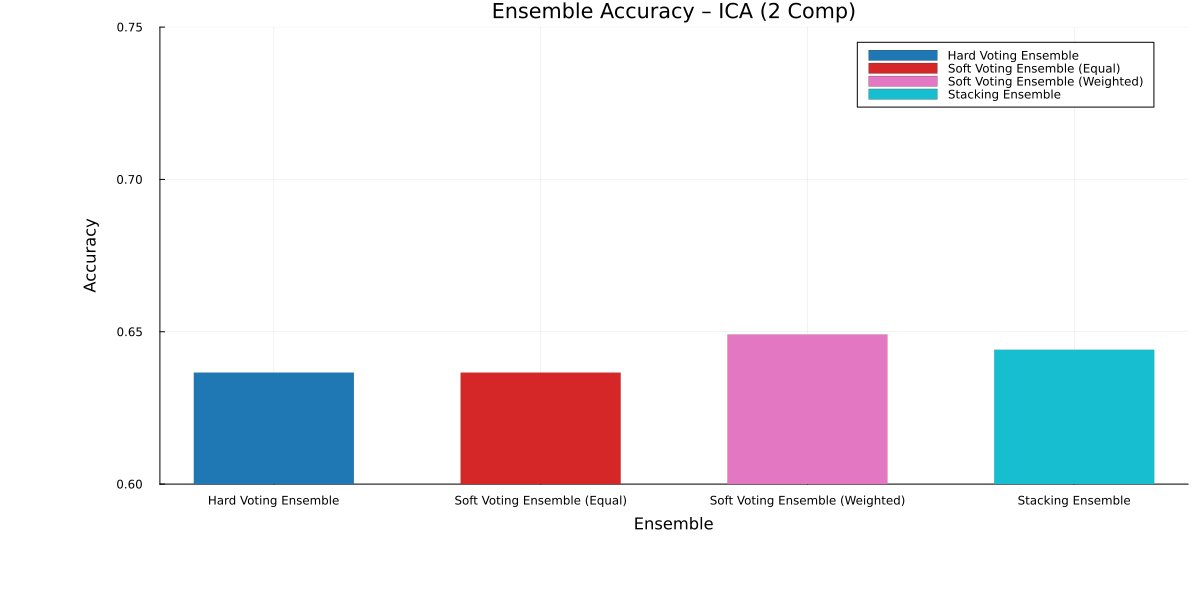 Ensemble Accuracy – ICA (2 Comp)
0.75
0.70
0.65
0.60
Accuracy
Hard Voting Ensemble
Soft Voting Ensemble (Equal)
Soft Voting Ensemble (Weighted)
Stacking Ensemble
Hard Voting Ensemble
Soft Voting Ensemble (Equal)
Soft Voting Ensemble (Weighted)
Stacking Ensemble
Ensemble